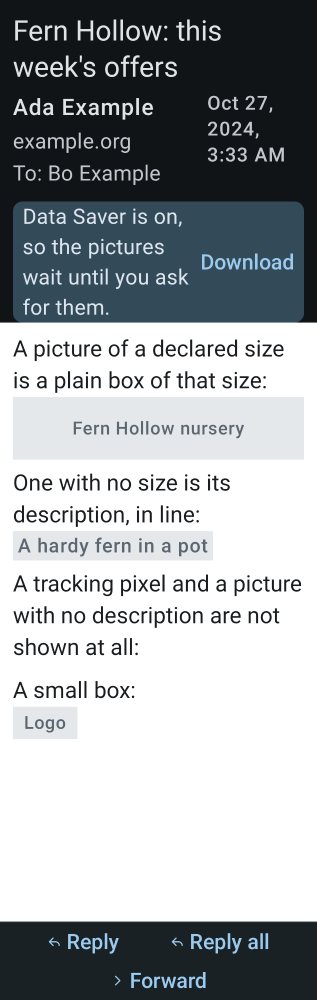 Fern Hollow: this
week's offers
Ada Example
example.org
To: Bo Example
Oct 27,
2024,
3:33 AM
Data Saver is on,
so the pictures
wait until you ask
for them.
Download
A picture of a declared size
is a plain box of that size:
Fern Hollow nursery
One with no size is its
description, in line:
A hardy fern in a pot
A tracking pixel and a picture
with no description are not
shown at all:
A small box:
Logo
Reply
Reply all
Forward